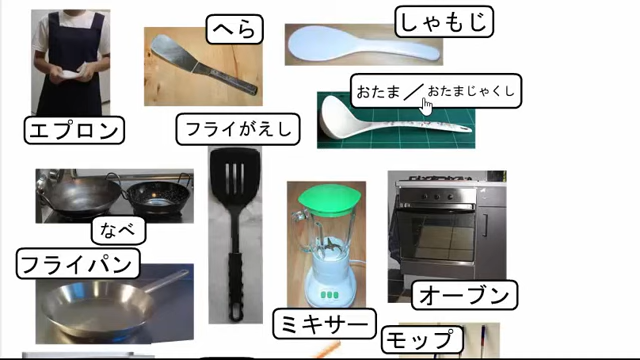 へら
しゃもじ
おたま／おたまじゃくし
エプロン
フライがえし
なべ
フライパン
オーブン
ミキサー
モップ